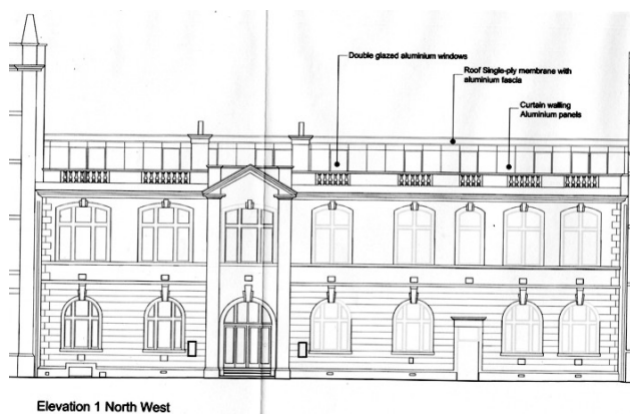 Double glazed aluminium windows
Roof Single-ply membrane with
aluminium fascia
Curtain walling
Aluminium panels
Elevation 1 North West